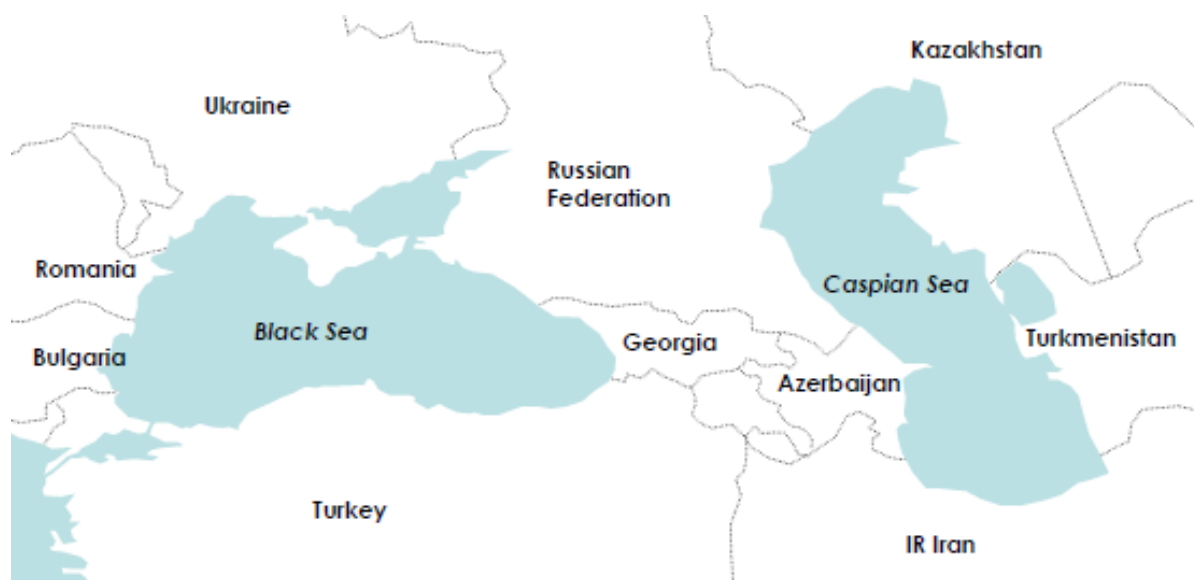 Kazakhstan
Ukraine
Russian
Federation
Romania
Caspian Sea
Black Sea
Georgia
Turkmenistan
Bulgaria
Azerbaijan
Turkey
IR Iran